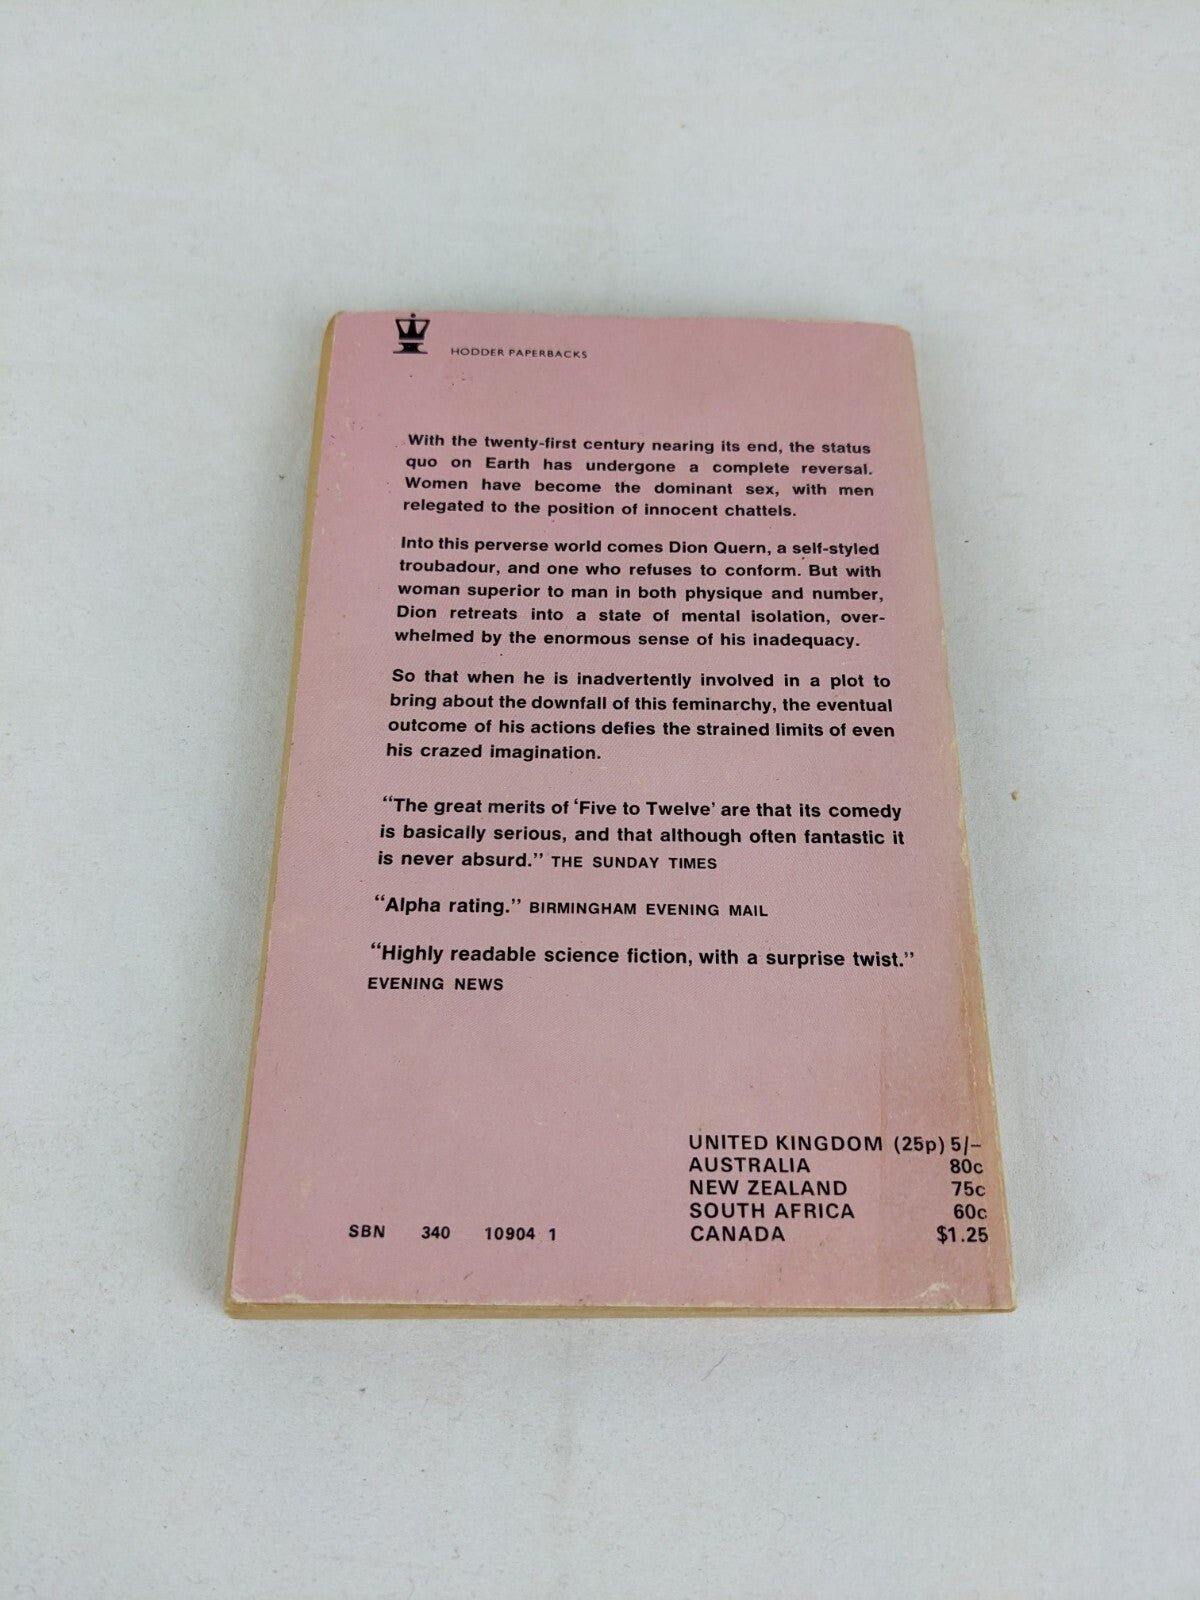 HODDER PAPERBACKS
With the twenty-first century nearing its end, the status
quo on Earth has undergone a complete reversal.
Women have become the dominant sex, with men
relegated to the position of innocent chattels.
Into this perverse world comes Dion Quern, a self-styled
troubadour, and one who refuses to conform. But with
woman superior to man in both physique and number,
Dion retreats into a state of mental isolation, over-
whelmed by the enormous sense of his inadequacy.
So that when he is inadvertently involved in a plot to
bring about the downfall of this feminarchy, the eventual
outcome of his actions defies the strained limits of even
his crazed imagination.
“The great merits of ‘Five to Twelve’ are that its comedy
is basically serious, and that although often fantastic it
is never absurd.” THE SUNDAY TIMES
“Alpha rating.” BIRMINGHAM EVENING MAIL
“Highly readable science fiction, with a surprise twist.”
EVENING NEWS
UNITED KINGDOM (25p) 5/–
AUSTRALIA 80c
NEW ZEALAND 75c
SOUTH AFRICA 60c
CANADA $1.25
SBN 340 10904 1